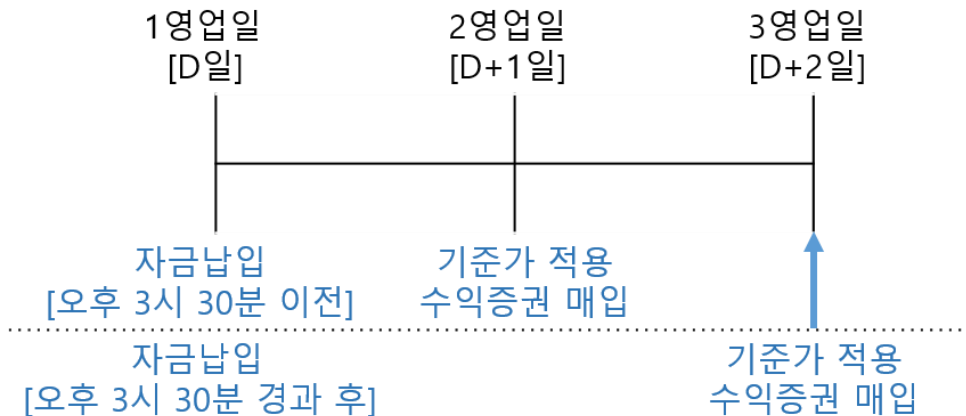 1영업일
[D일]
2영업일
[D+1일]
3영업일
[D+2일]
자금납입
[오후 3시 30분 이전]
기준가 적용
수익증권 매입
자금납입
[오후 3시 30분 경과 후]
기준가 적용
수익증권 매입